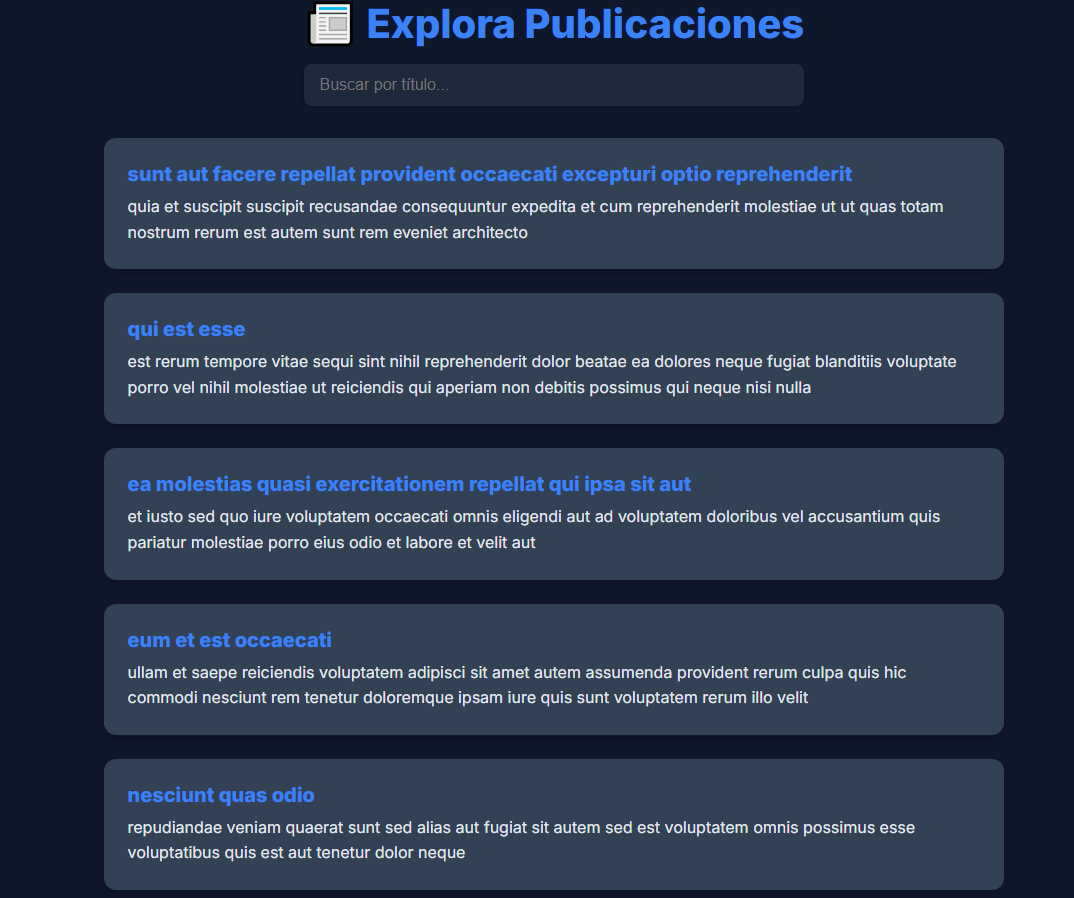 Explora Publicaciones
Buscar por título...
sunt aut facere repellat provident occaecati excepturi optio reprehenderit
quia et suscipit suscipit recusandae consequuntur expedita et cum reprehenderit molestiae ut ut quas totam
nostrum rerum est autem sunt rem eveniet architecto
qui est esse
est rerum tempore vitae sequi sint nihil reprehenderit dolor beatae ea dolores neque fugiat blanditiis voluptate
porro vel nihil molestiae ut reiciendis qui aperiam non debitis possimus qui neque nisi nulla
ea molestias quasi exercitationem repellat qui ipsa sit aut
et iusto sed quo iure voluptatem occaecati omnis eligendi aut ad voluptatem doloribus vel accusantium quis
pariatur molestiae porro eius odio et labore et velit aut
eum et est occaecati
ullam et saepe reiciendis voluptatem adipisci sit amet autem assumenda provident rerum culpa quis hic
commodi nesciunt rem tenetur doloremque ipsam iure quis sunt voluptatem rerum illo velit
nesciunt quas odio
repudiandae veniam quaerat sunt sed alias aut fugiat sit autem sed est voluptatem omnis possimus esse
voluptatibus quis est aut tenetur dolor neque